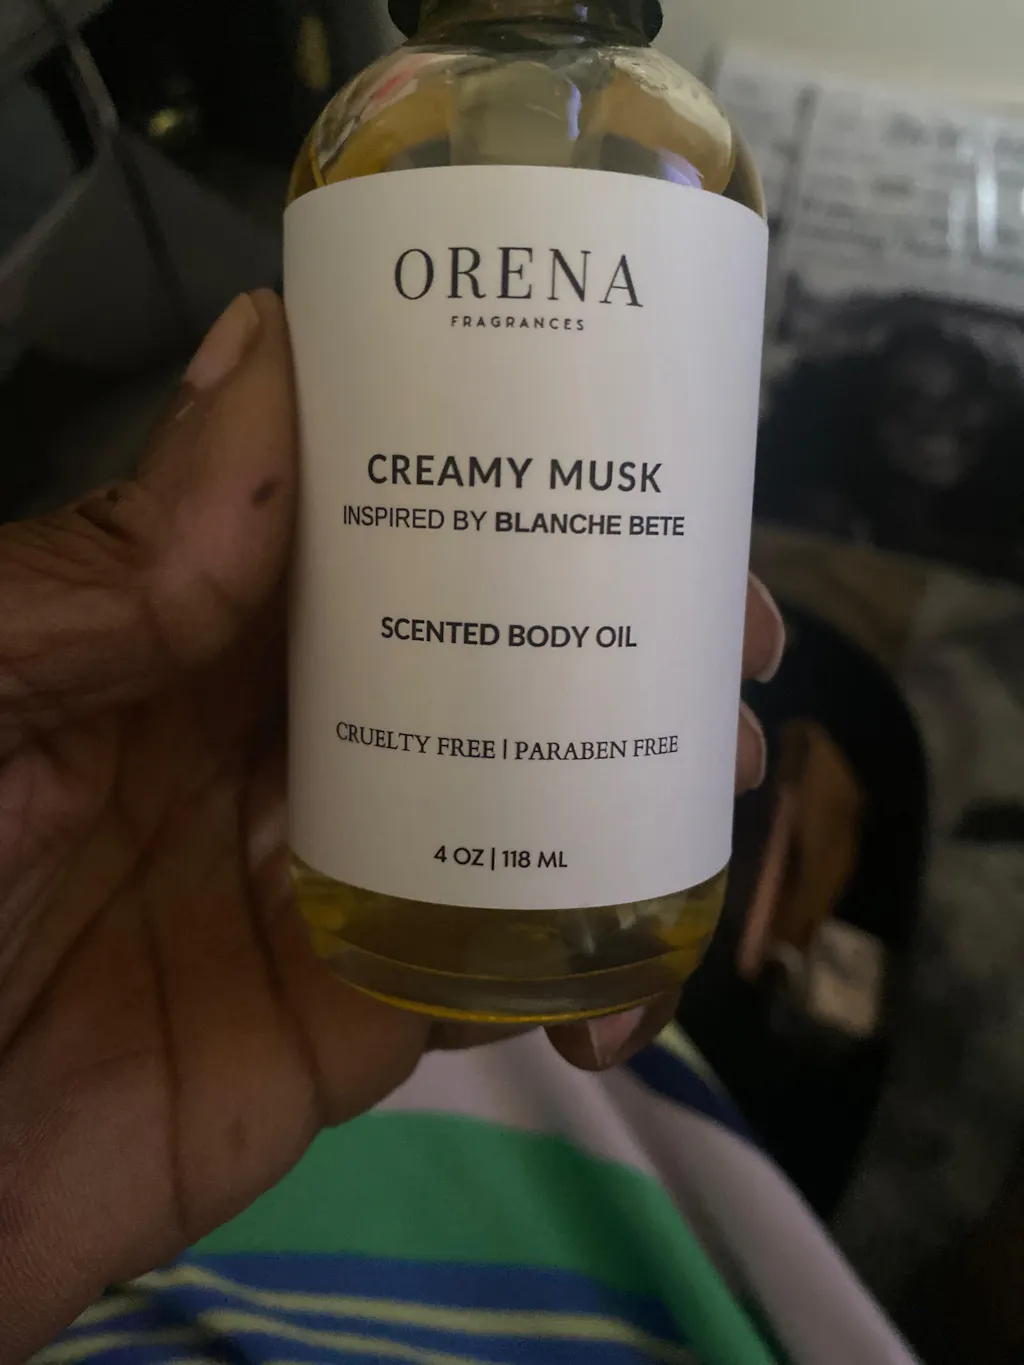 ORENA
FRAGRANCES
CREAMY MUSK
INSPIRED BY BLANCHE BETE
SCENTED BODY OIL
CRUELTY FREE | PARABEN FREE
4 OZ | 118 ML